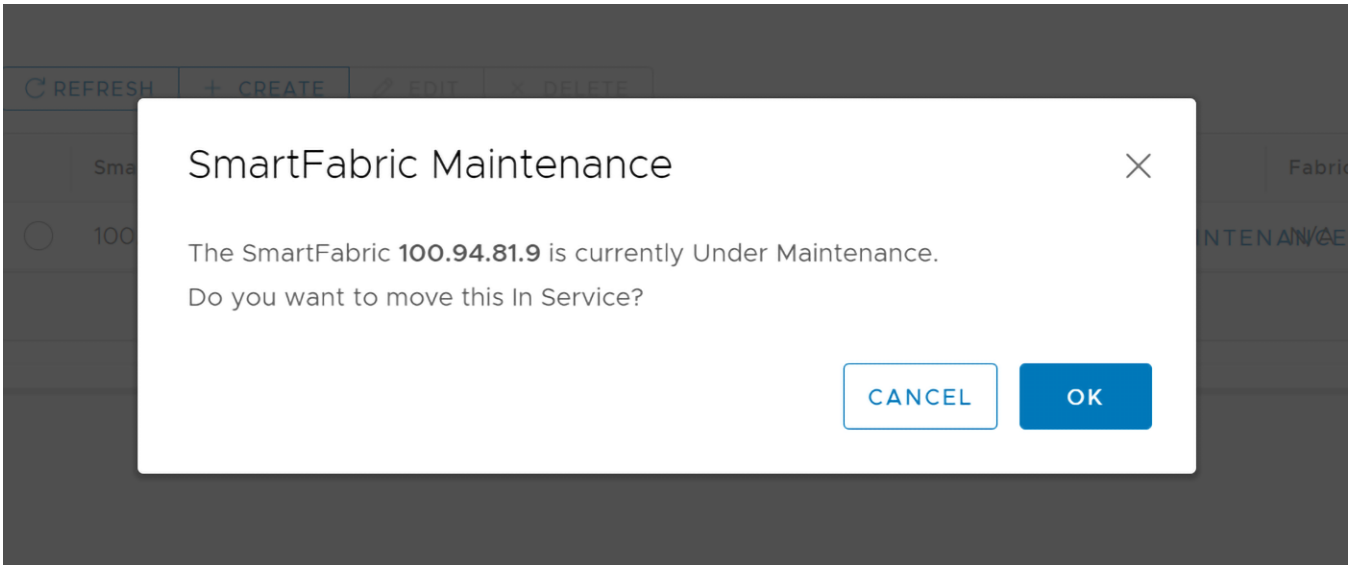 REFRESH + CREATE EDIT × DELETE
SmartFabric Maintenance
The SmartFabric 100.94.81.9 is currently Under Maintenance.
Do you want to move this In Service?
CANCEL OK
N/A